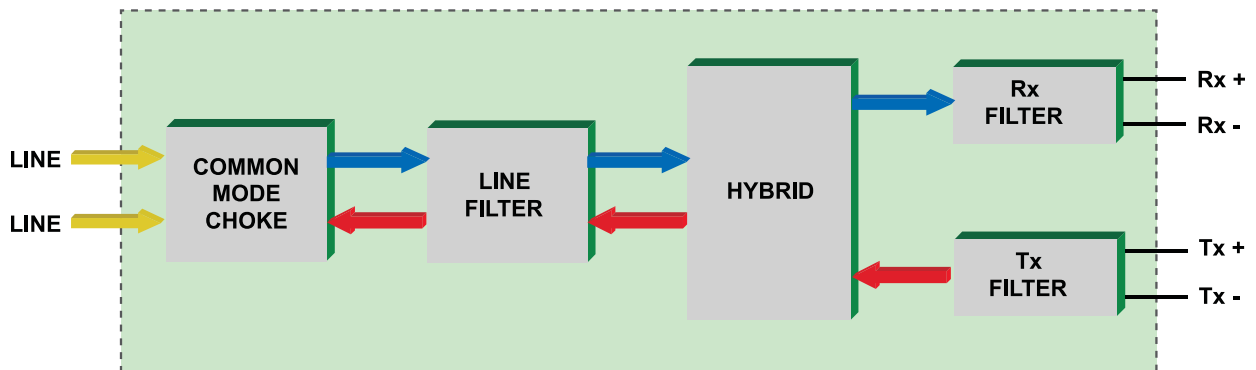 LINE
LINE
COMMON
MODE
CHOKE
LINE
FILTER
HYBRID
Rx
FILTER
Rx +
Rx -
Tx
FILTER
Tx +
Tx -